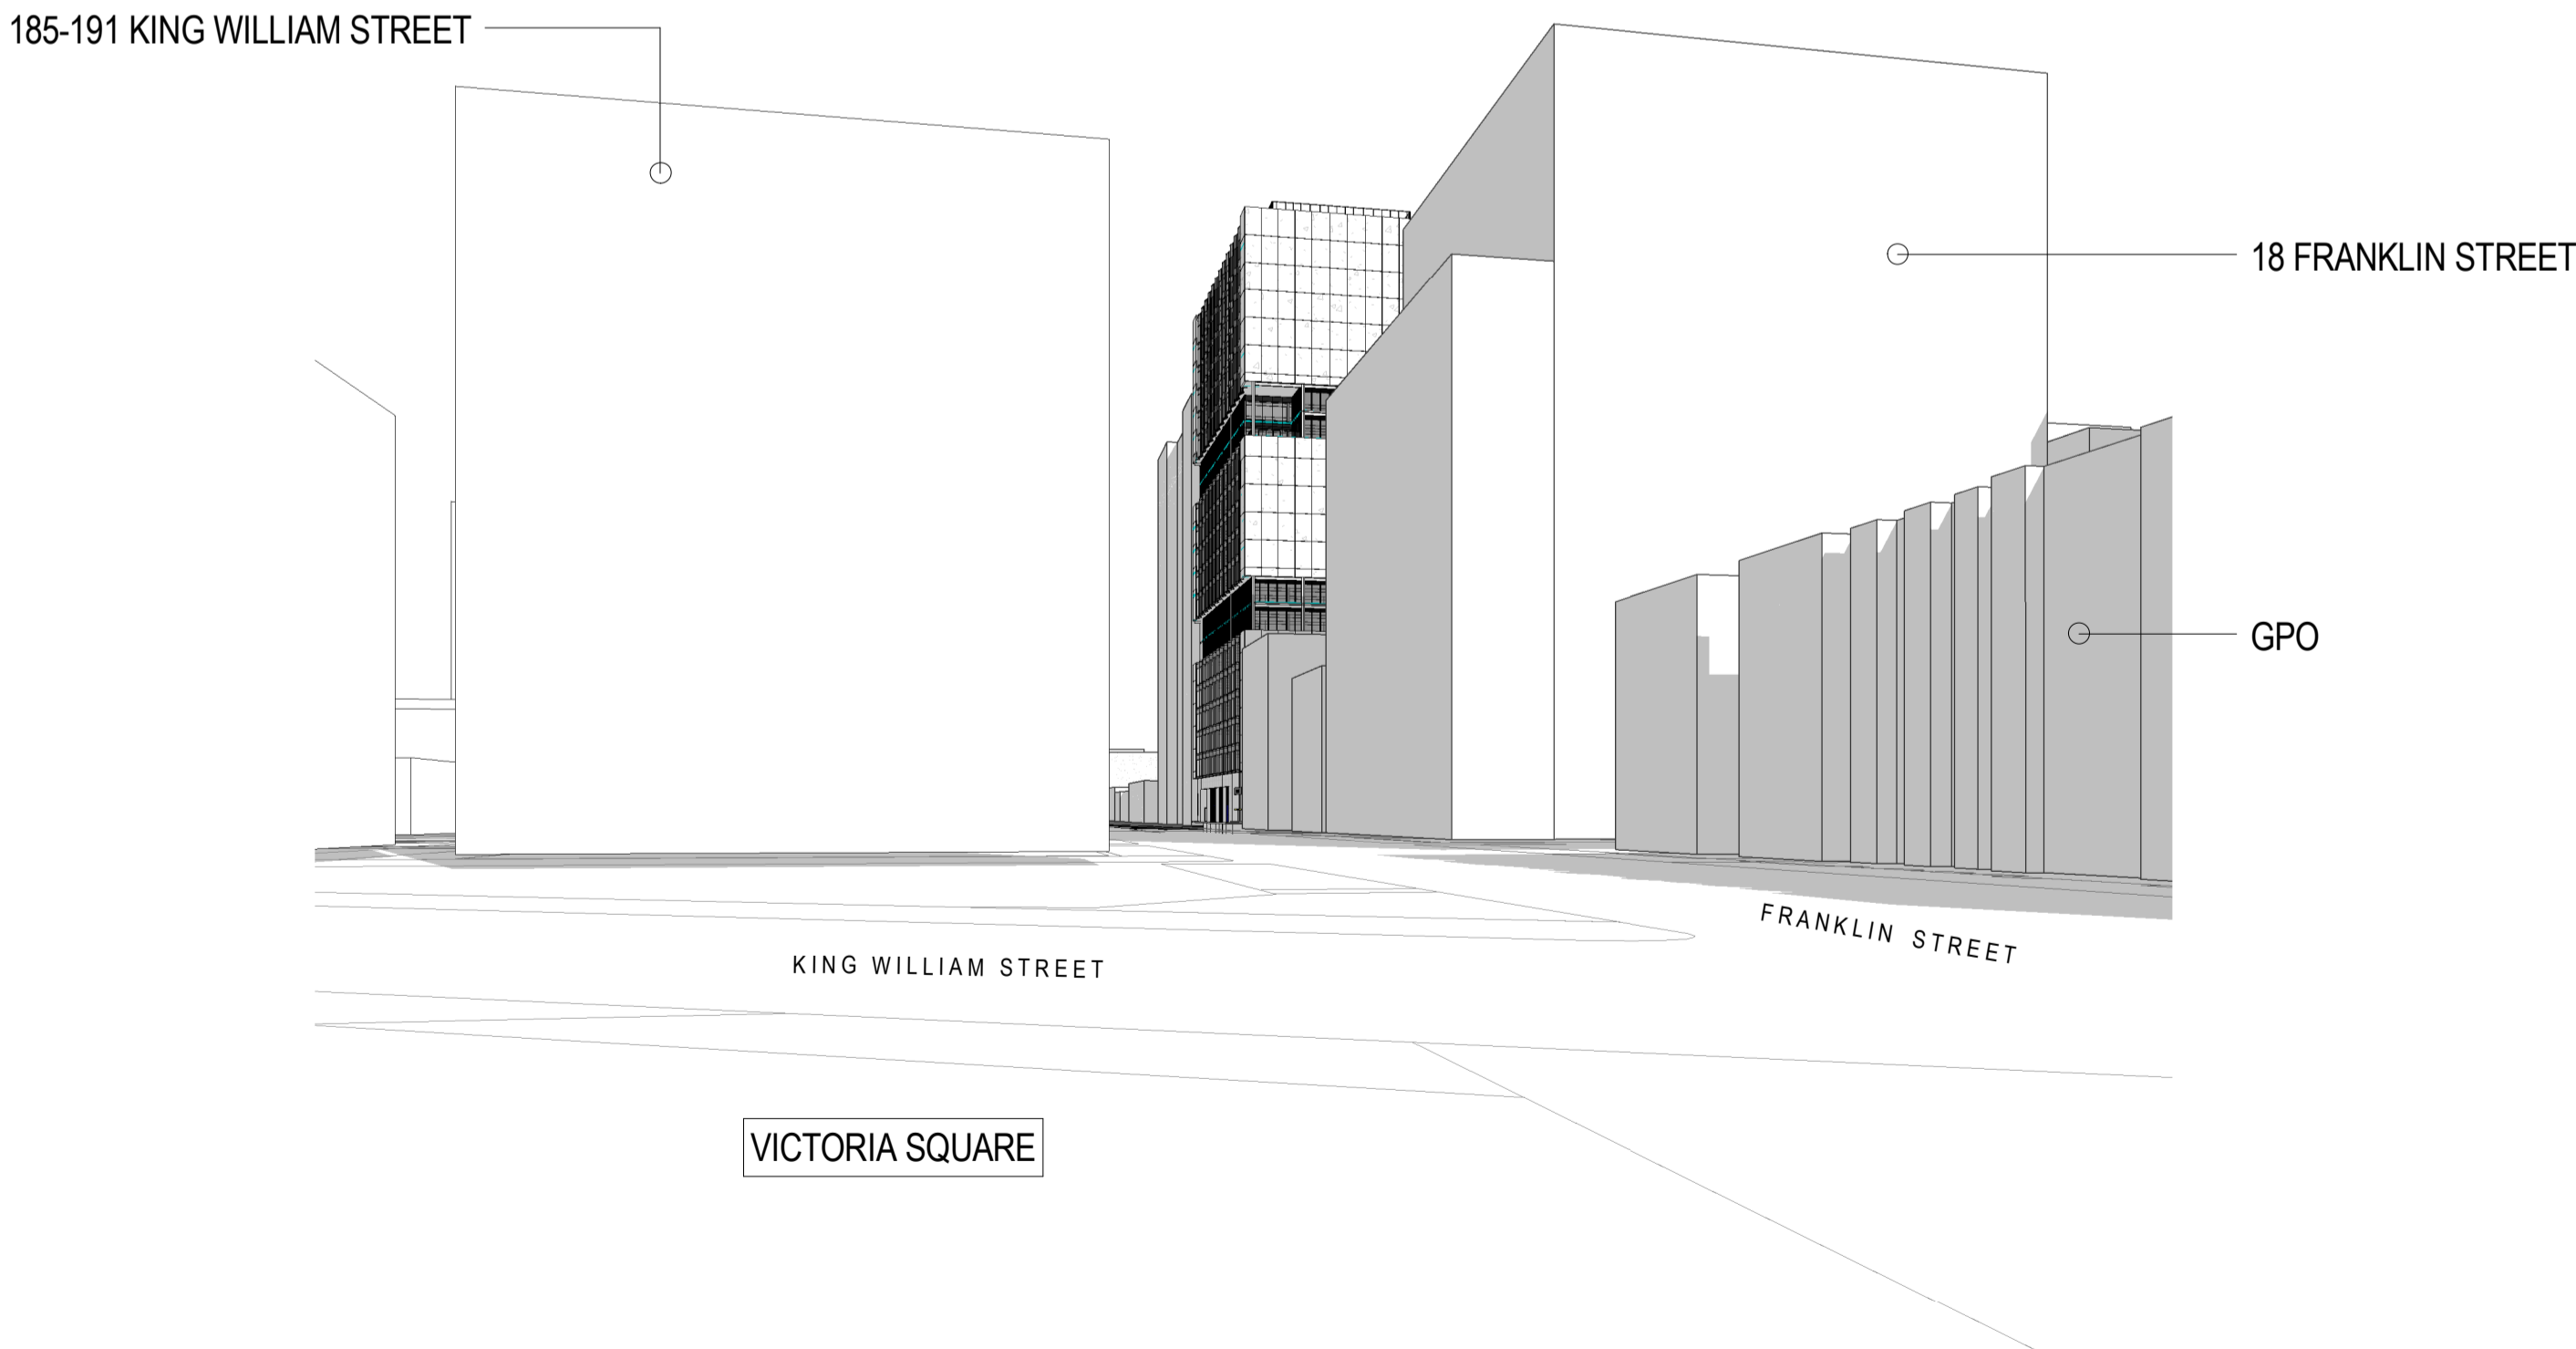 185-191 KING WILLIAM STREET
18 FRANKLIN STREET
GPO
FRANKLIN STREET
KING WILLIAM STREET
VICTORIA SQUARE